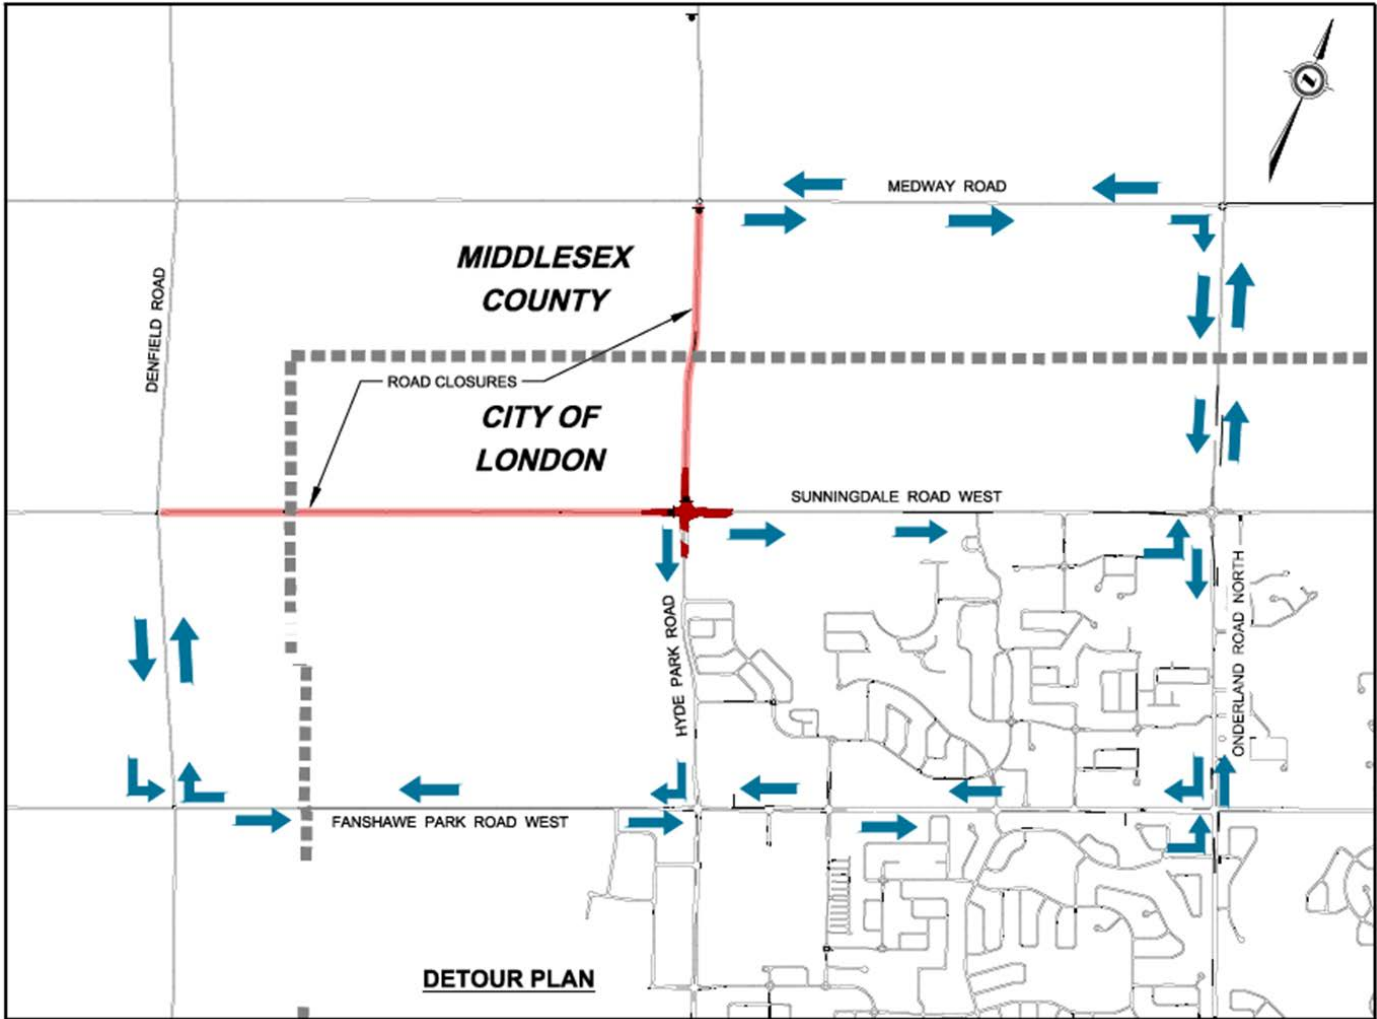 MEDWAY ROAD
MIDDLESEX
COUNTY
DENFIELD ROAD
ROAD CLOSURES
CITY OF
LONDON
SUNNINGDALE ROAD WEST
HYDE PARK ROAD
ONDERLAND ROAD NORTH
FANSHAWE PARK ROAD WEST
DETOUR PLAN